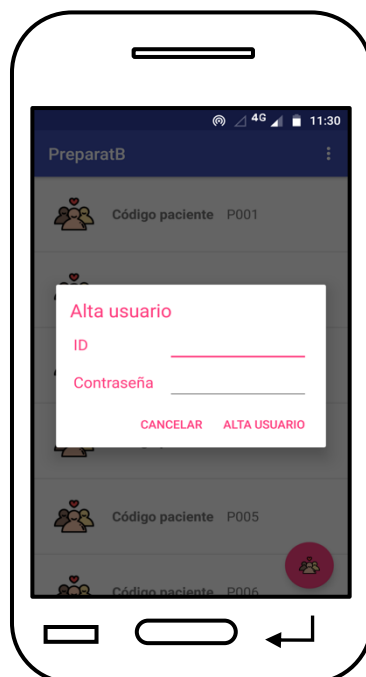 4G 11:30
PreparatB
Código paciente P001
Alta usuario
ID
Contraseña
CANCELAR ALTA USUARIO
Código paciente P005
Código paciente P006